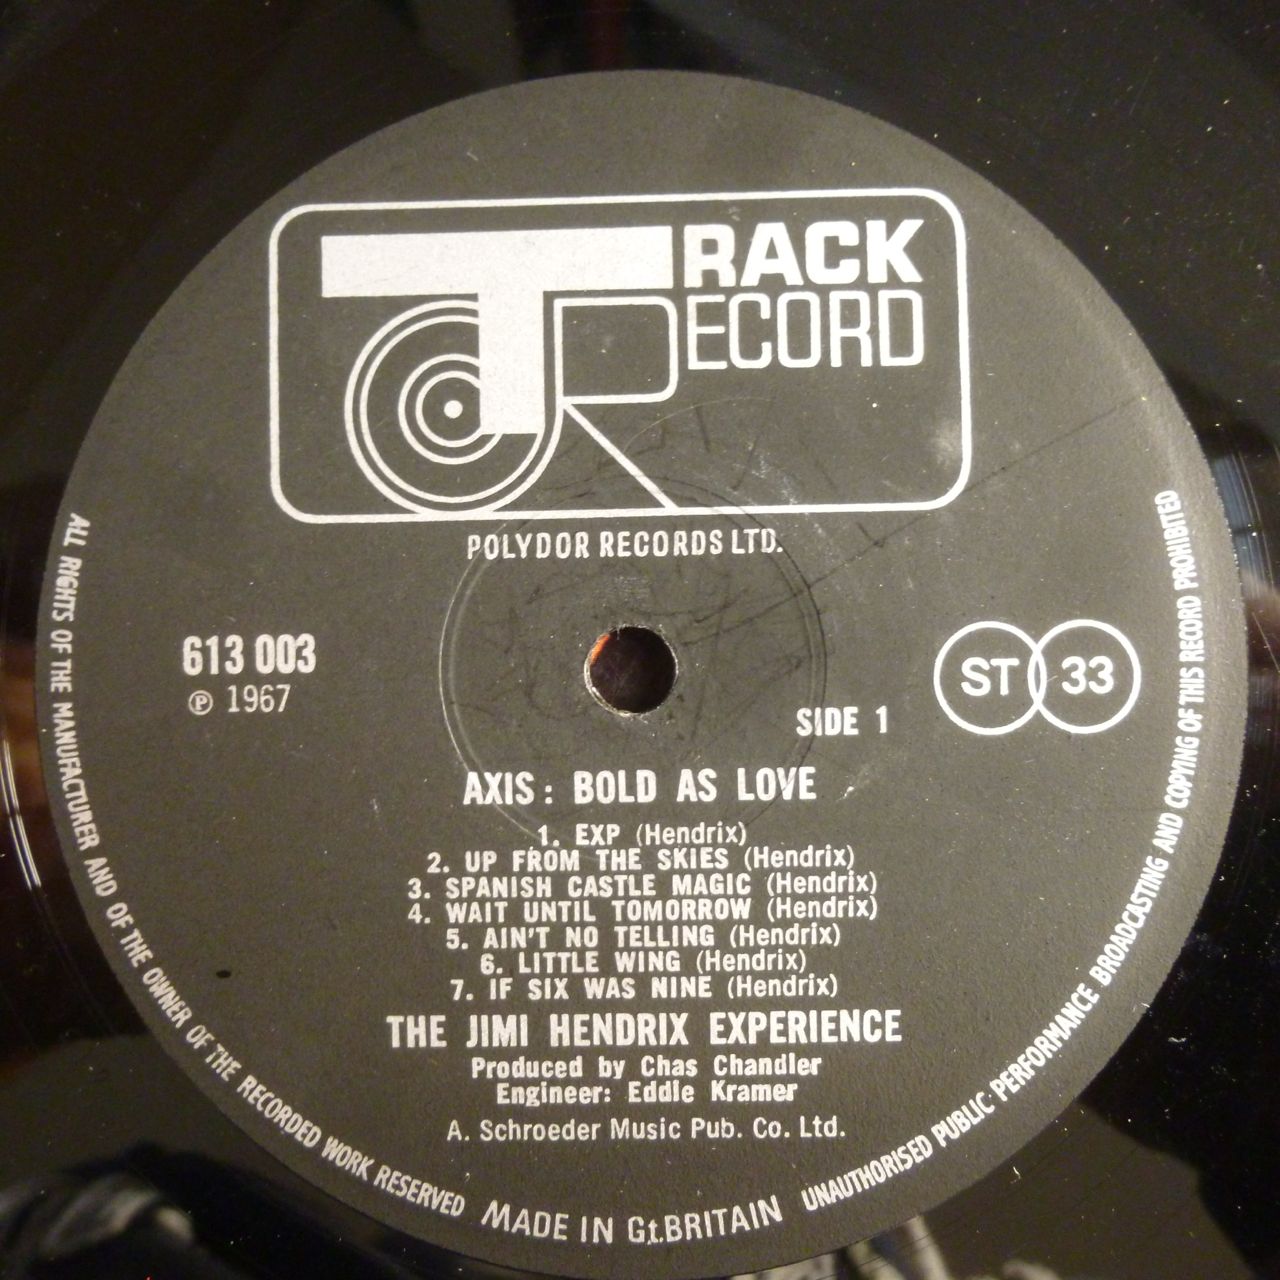 TRACK
RECORD
POLYDOR RECORDS LTD.
613 003
℗ 1967
ST 33
SIDE 1
AXIS : BOLD AS LOVE
1. EXP (Hendrix)
2. UP FROM THE SKIES (Hendrix)
3. SPANISH CASTLE MAGIC (Hendrix)
4. WAIT UNTIL TOMORROW (Hendrix)
5. AIN'T NO TELLING (Hendrix)
6. LITTLE WING (Hendrix)
7. IF SIX WAS NINE (Hendrix)
THE JIMI HENDRIX EXPERIENCE
Produced by Chas Chandler
Engineer: Eddie Kramer
A. Schroeder Music Pub. Co. Ltd.
ALL RIGHTS OF THE MANUFACTURER AND OF THE OWNER OF THE RECORDED WORK RESERVED
MADE IN Gt.BRITAIN
UNAUTHORISED PUBLIC PERFORMANCE BROADCASTING AND COPYING OF THIS RECORD PROHIBITED